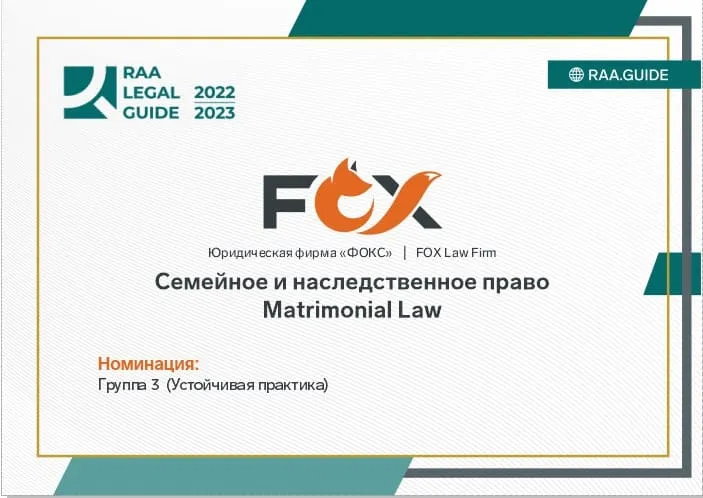 RAA
LEGAL 2022
GUIDE 2023
RAA.GUIDE
FOX
Юридическая фирма «ФОКС» | FOX Law Firm
Семейное и наследственное право
Matrimonial Law
Номинация:
Группа 3 (Устойчивая практика)